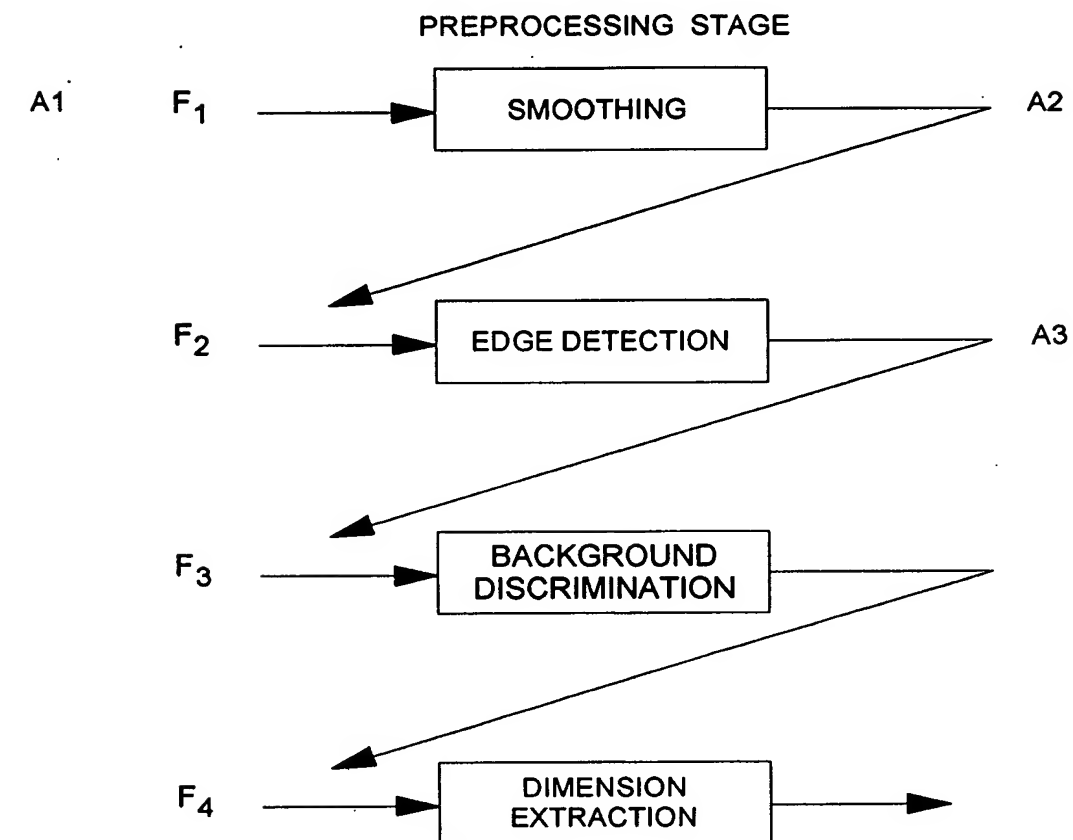 PREPROCESSING STAGE
A1 F1 SMOOTHING A2
F2 EDGE DETECTION A3
F3 BACKGROUND
DISCRIMINATION
F4 DIMENSION
EXTRACTION